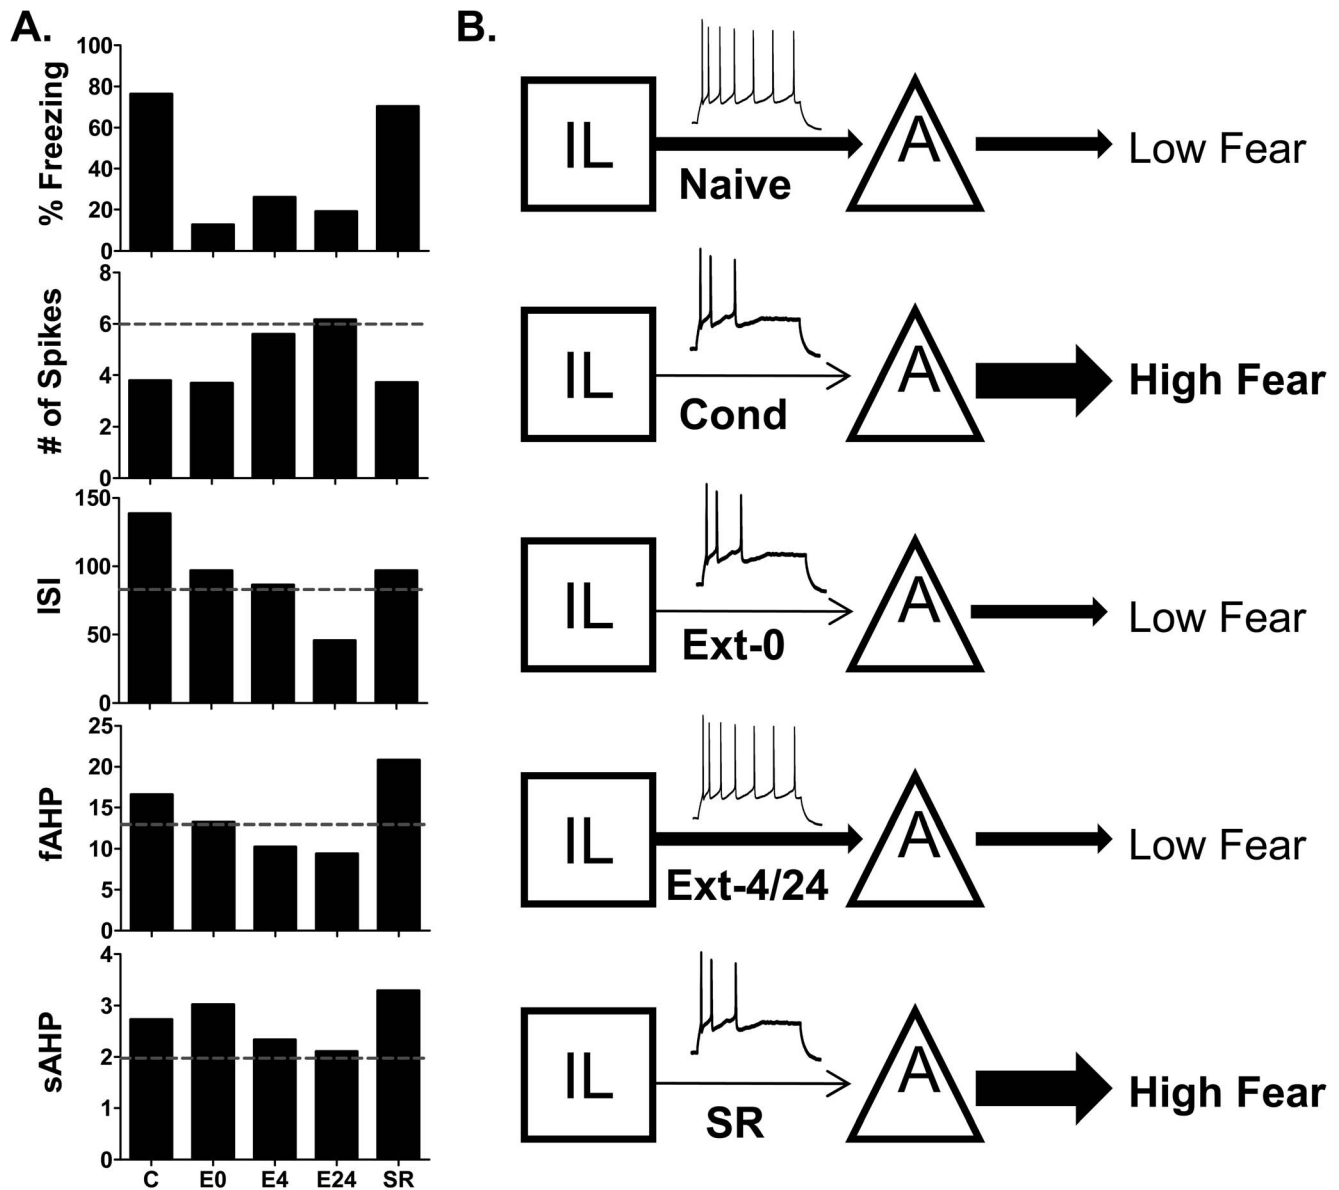 A.
% Freezing
100
80
60
40
20
0
# of Spikes
8
6
4
2
0
ISI
150
100
50
0
fAHP
25
20
15
10
5
0
sAHP
4
3
2
1
0
C E0 E4 E24 SR
B.
IL Naive A Low Fear
IL Cond A High Fear
IL Ext-0 A Low Fear
IL Ext-4/24 A Low Fear
IL SR A High Fear